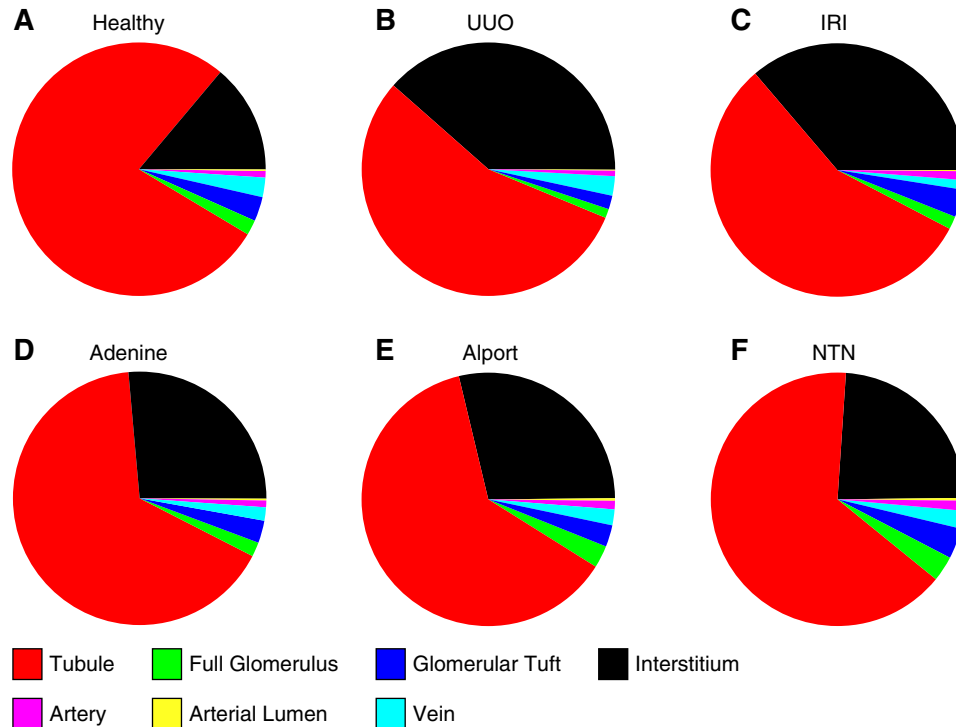 A Healthy
B UUO
C IRI
D Adenine
E Alport
F NTN
Tubule Full Glomerulus Glomerular Tuft Interstitium
Artery Arterial Lumen Vein